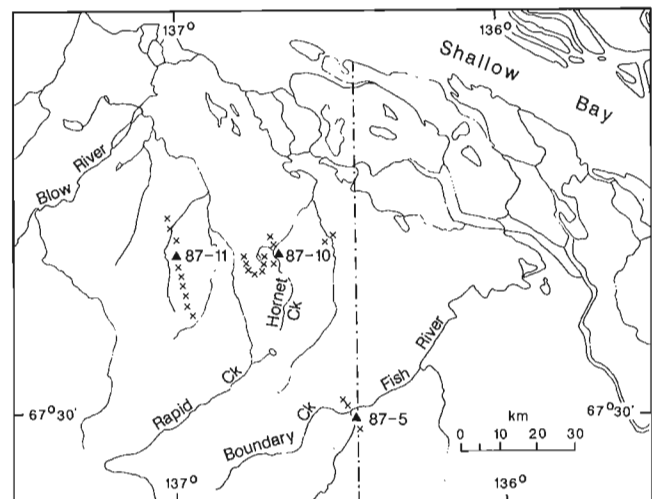 137° 136°
Shallow
Bay
Blow River
87-11
87-10
Hornet Ck
Rapid Ck
Fish River
Boundary Ck
87-5
67°30' 67°30'
km
0 10 20 30
137° 136°